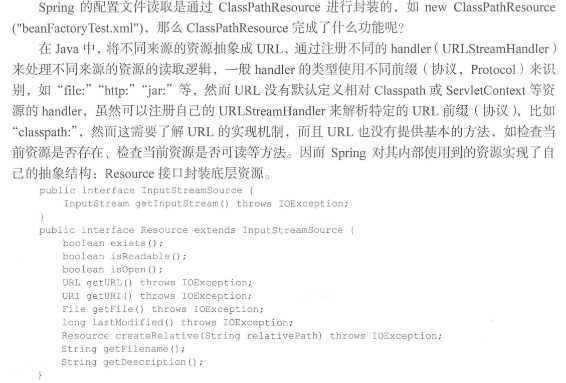 Spring 的配置文件读取是通过 ClassPathResource 进行封装的，如 new ClassPathResource
("beanFactoryTest.xml")，那么 ClassPathResource 完成了什么功能呢？
在 Java 中，将不同来源的资源抽象成 URL，通过注册不同的 handler（URLStreamHandler）
来处理不同来源的资源的读取逻辑，一般 handler 的类型使用不同前缀（协议，Protocol）来识
别，如“file:”“http:”“jar:”等，然而 URL 没有默认定义相对 Classpath 或 ServletContext 等资
源的 handler，虽然可以注册自己的 URLStreamHandler 来解析特定的 URL 前缀（协议），比如
“classpath:”，然而这需要了解 URL 的实现机制，而且 URL 也没有提供基本的方法，如检查当
前资源是否存在、检查当前资源是否可读等方法。因而 Spring 对其内部使用到的资源实现了自
己的抽象结构：Resource 接口封装底层资源。
public interface InputStreamSource {
InputStream getInputStream() throws IOException;
}
public interface Resource extends InputStreamSource {
boolean exists();
boolean isReadable();
boolean isOpen();
URL getURL() throws IOException;
URI getURI() throws IOException;
File getFile() throws IOException;
long lastModified() throws IOException;
Resource createRelative(String relativePath) throws IOException;
String getFilename();
String getDescription();
}